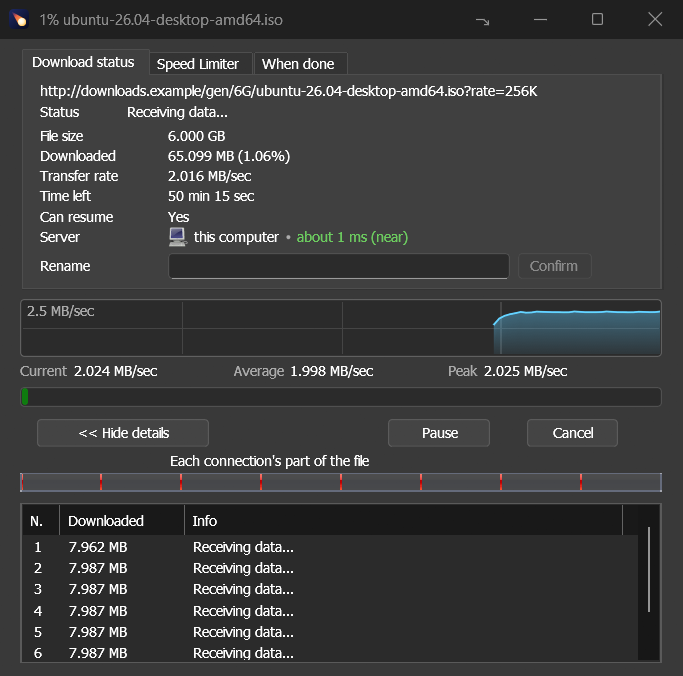 1% ubuntu-26.04-desktop-amd64.iso
Download status Speed Limiter When done
http://downloads.example/gen/6G/ubuntu-26.04-desktop-amd64.iso?rate=256K
Status Receiving data...
File size 6.000 GB
Downloaded 65.099 MB (1.06%)
Transfer rate 2.016 MB/sec
Time left 50 min 15 sec
Can resume Yes
Server this computer • about 1 ms (near)
Rename Confirm
2.5 MB/sec
Current 2.024 MB/sec Average 1.998 MB/sec Peak 2.025 MB/sec
<< Hide details Pause Cancel
Each connection's part of the file
N. Downloaded Info
1 7.962 MB Receiving data...
2 7.987 MB Receiving data...
3 7.987 MB Receiving data...
4 7.987 MB Receiving data...
5 7.987 MB Receiving data...
6 7.987 MB Receiving data...